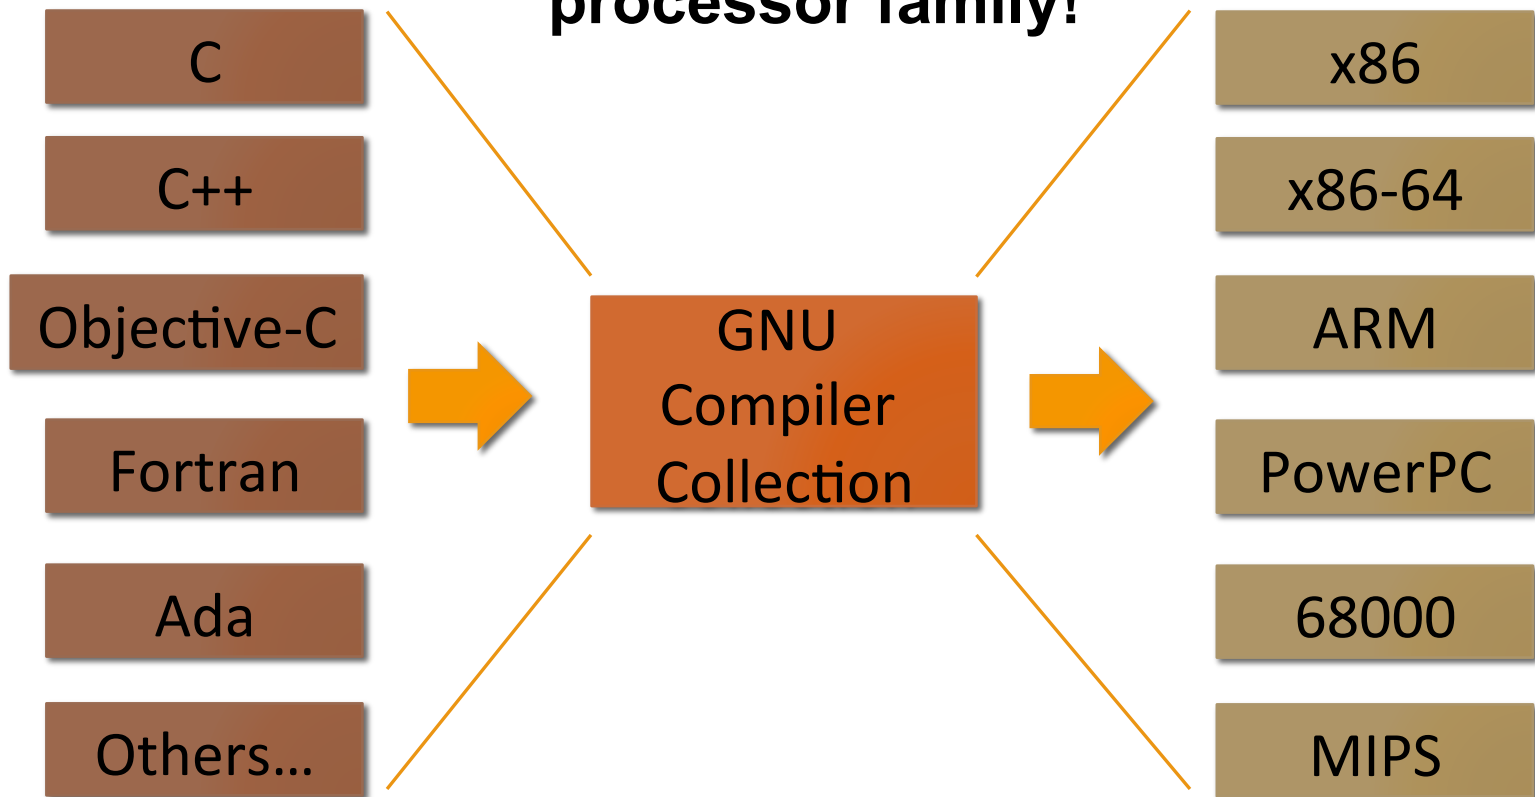 processor family!
C
C++
Objective-C
Fortran
Ada
Others…
GNU
Compiler
Collection
x86
x86-64
ARM
PowerPC
68000
MIPS